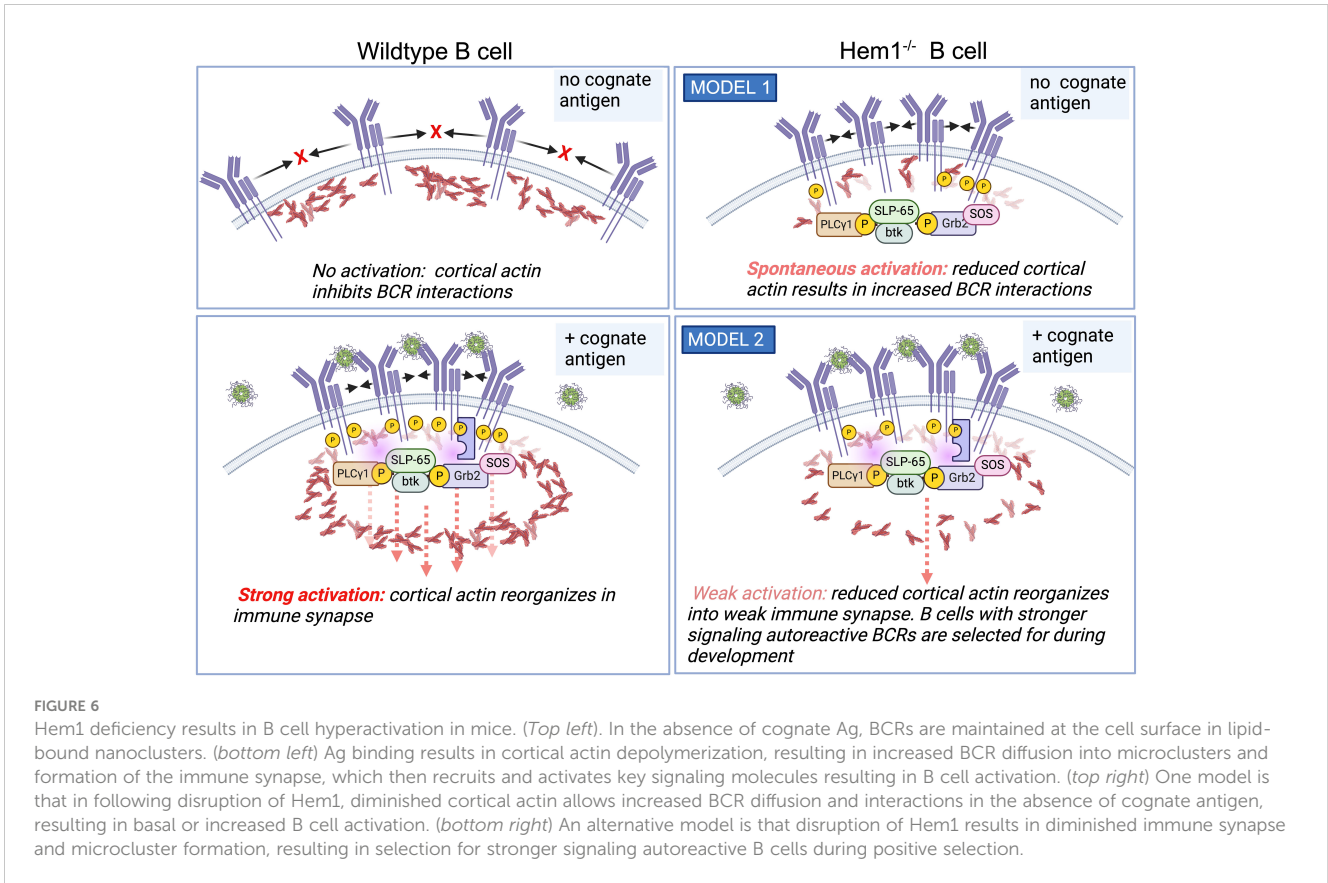 Wildtype B cell
Hem1-/- B cell
no cognate
antigen
X
X
X
No activation: cortical actin
inhibits BCR interactions
MODEL 1
no cognate
antigen
P
P
P
P
PLCγ1
P
SLP-65
btk
P
Grb2
SOS
Spontaneous activation: reduced cortical
actin results in increased BCR interactions
+ cognate
antigen
P
P
P
P
P
P
P
P
PLCγ1
P
SLP-65
btk
P
Grb2
SOS
Strong activation: cortical actin reorganizes in
immune synapse
MODEL 2
+ cognate
antigen
P
P
P
P
PLCγ1
P
SLP-65
btk
P
Grb2
SOS
Weak activation: reduced cortical actin reorganizes
into weak immune synapse. B cells with stronger
signaling autoreactive BCRs are selected for during
development
FIGURE 6
Hem1 deficiency results in B cell hyperactivation in mice. (Top left). In the absence of cognate Ag, BCRs are maintained at the cell surface in lipid-
bound nanoclusters. (bottom left) Ag binding results in cortical actin depolymerization, resulting in increased BCR diffusion into microclusters and
formation of the immune synapse, which then recruits and activates key signaling molecules resulting in B cell activation. (top right) One model is
that in following disruption of Hem1, diminished cortical actin allows increased BCR diffusion and interactions in the absence of cognate antigen,
resulting in basal or increased B cell activation. (bottom right) An alternative model is that disruption of Hem1 results in diminished immune synapse
and microcluster formation, resulting in selection for stronger signaling autoreactive B cells during positive selection.